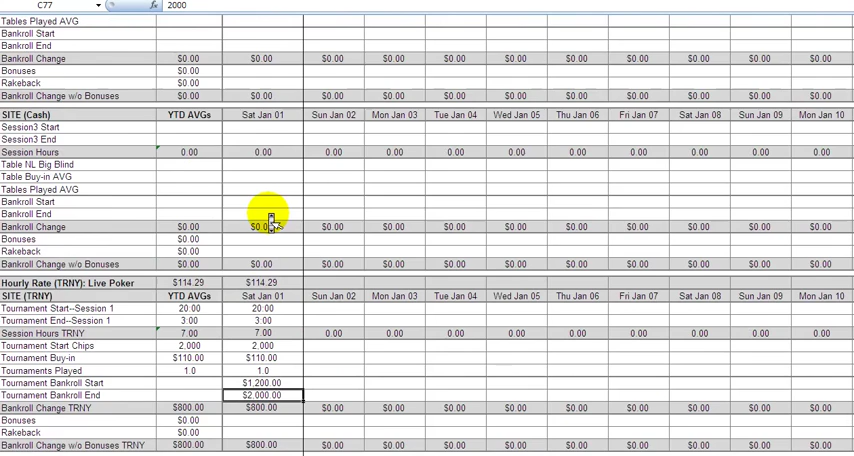 C77 fx 2000
Tables Played AVG
Bankroll Start
Bankroll End
Bankroll Change $0.00 $0.00 $0.00 $0.00 $0.00 $0.00 $0.00 $0.00 $0.00 $0.00 $0.00
Bonuses $0.00
Rakeback $0.00
Bankroll Change w/o Bonuses $0.00 $0.00 $0.00 $0.00 $0.00 $0.00 $0.00 $0.00 $0.00 $0.00 $0.00
SITE (Cash) YTD AVGs Sat Jan 01 Sun Jan 02 Mon Jan 03 Tue Jan 04 Wed Jan 05 Thu Jan 06 Fri Jan 07 Sat Jan 08 Sun Jan 09 Mon Jan 10
Session3 Start
Session3 End
Session Hours 0.00 0.00 0.00 0.00 0.00 0.00 0.00 0.00 0.00 0.00 0.00
Table NL Big Blind
Table Buy-in AVG
Tables Played AVG
Bankroll Start
Bankroll End
Bankroll Change $0.00 $0.00 $0.00 $0.00 $0.00 $0.00 $0.00 $0.00 $0.00 $0.00
Bonuses $0.00
Rakeback $0.00
Bankroll Change w/o Bonuses $0.00 $0.00 $0.00 $0.00 $0.00 $0.00 $0.00 $0.00 $0.00 $0.00 $0.00
Hourly Rate (TRNY): Live Poker $114.29 $114.29
SITE (TRNY) YTD AVGs Sat Jan 01 Sun Jan 02 Mon Jan 03 Tue Jan 04 Wed Jan 05 Thu Jan 06 Fri Jan 07 Sat Jan 08 Sun Jan 09 Mon Jan 10
Tournament Start--Session 1 20:00 20:00
Tournament End--Session 1 3:00 3:00
Session Hours TRNY 7.00 7.00 0.00 0.00 0.00 0.00 0.00 0.00 0.00 0.00 0.00
Tournament Start Chips 2,000 2,000
Tournament Buy-in $110.00 $110.00
Tournaments Played 1.0 1.0
Tournament Bankroll Start $1,200.00
Tournament Bankroll End $2,000.00
Bankroll Change TRNY $800.00 $800.00 $0.00 $0.00 $0.00 $0.00 $0.00 $0.00 $0.00 $0.00 $0.00
Bonuses $0.00
Rakeback $0.00
Bankroll Change w/o Bonuses TRNY $800.00 $800.00 $0.00 $0.00 $0.00 $0.00 $0.00 $0.00 $0.00 $0.00 $0.00